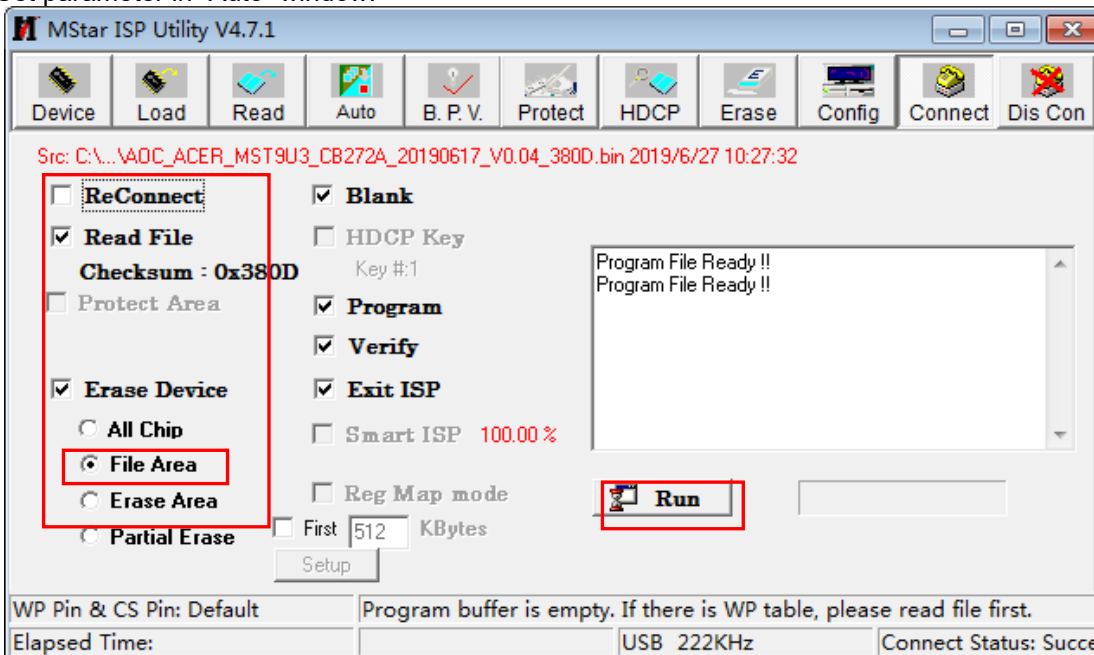 MStar ISP Utility V4.7.1
Device Load Read Auto B. P. V. Protect HDCP Erase Config Connect Dis Con
Src: C:\...\AOC_ACER_MST9U3_CB272A_20190617_V0.04_380D.bin 2019/6/27 10:27:32
ReConnect
Blank
Read File
HDCP Key
Checksum : 0x380D
Key #:1
Program File Ready !!
Program File Ready !!
Protect Area
Program
Verify
Erase Device
Exit ISP
All Chip
Smart ISP 100.00 %
File Area
Erase Area
Reg Map mode
Run
Partial Erase
First 512 KBytes
Setup
WP Pin & CS Pin: Default
Program buffer is empty. If there is WP table, please read file first.
Elapsed Time:
USB 222KHz
Connect Status: Succe